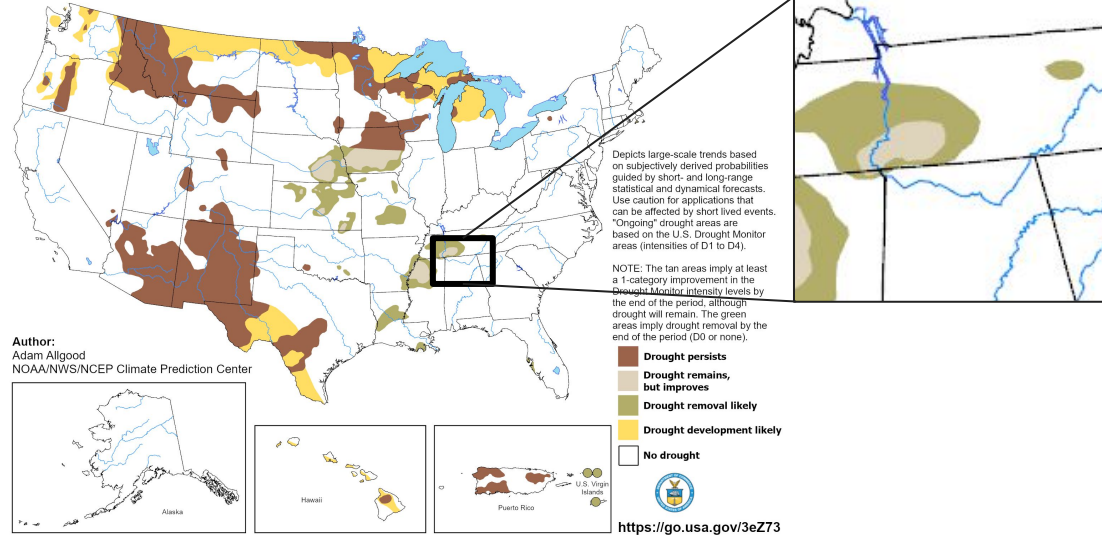 Depicts large-scale trends based
on subjectively derived probabilities
guided by short- and long-range
statistical and dynamical forecasts.
Use caution for applications that
can be affected by short lived events.
"Ongoing" drought areas are
based on the U.S. Drought Monitor
areas (intensities of D1 to D4).
NOTE: The tan areas imply at least
a 1-category improvement in the
Drought Monitor intensity levels by
the end of the period, although
drought will remain. The green
areas imply drought removal by the
end of the period (D0 or none).
Author:
Adam Allgood
NOAA/NWS/NCEP Climate Prediction Center
Drought persists
Drought remains,
but improves
Drought removal likely
Drought development likely
No drought
Alaska
Hawaii
Puerto Rico
U.S. Virgin
Islands
https://go.usa.gov/3eZ73